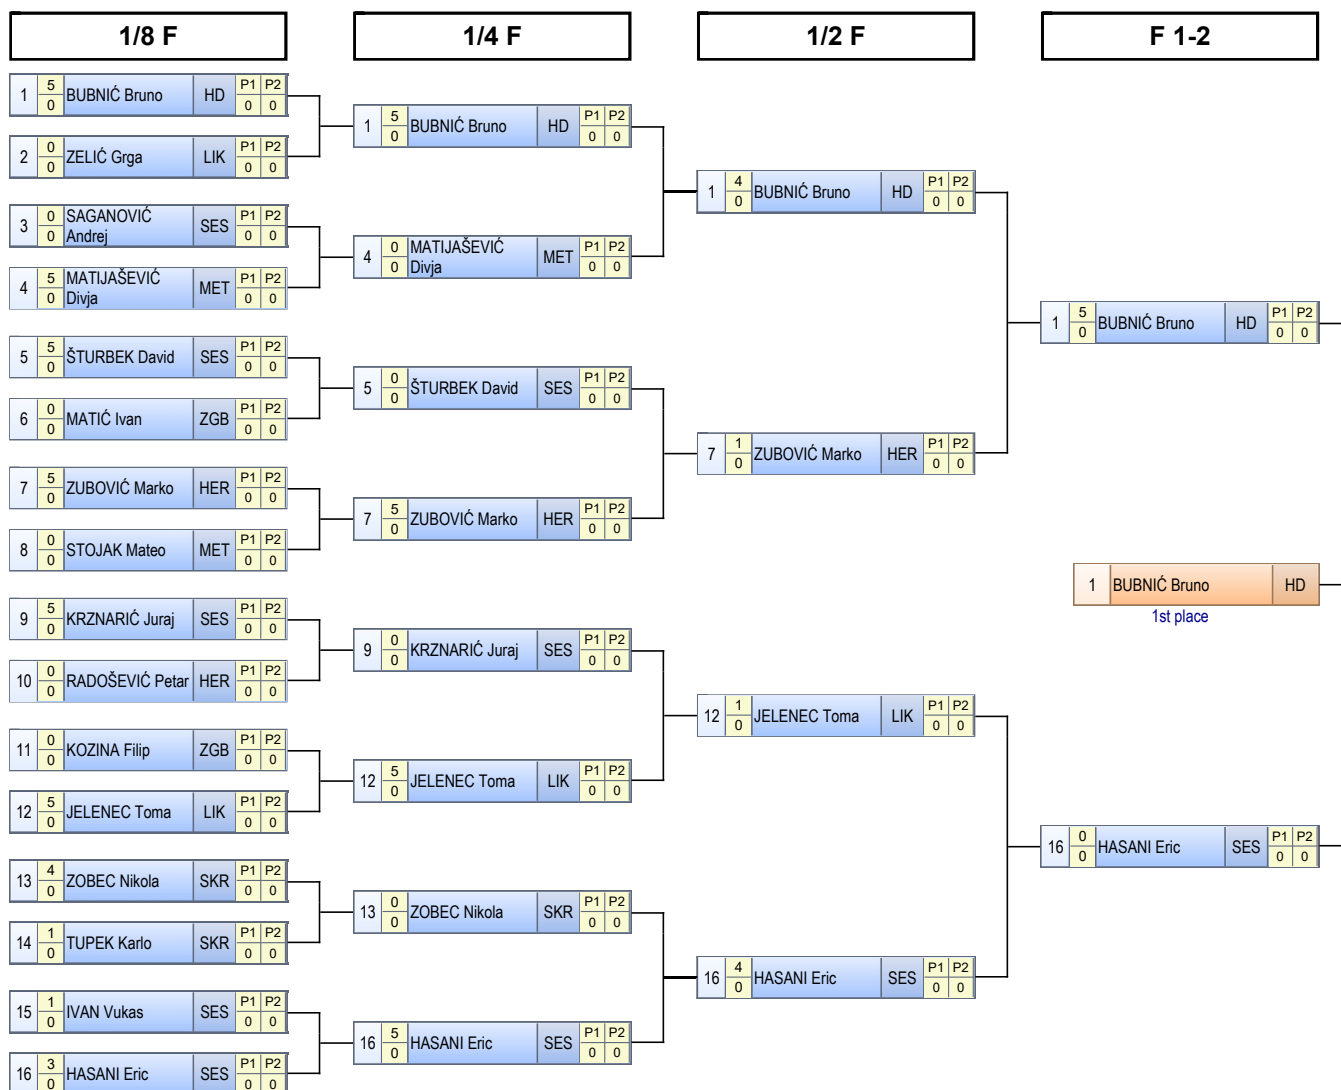 1/8 F
1/4 F
1/2 F
F 1-2
1 5 0 BUBNIĆ Bruno HD P1 P2 0 0
2 0 0 ZELIĆ Grga LIK P1 P2 0 0
3 0 0 SAGANOVIĆ
Andrej SES P1 P2 0 0
4 5 0 MATIJAŠEVIĆ
Divja MET P1 P2 0 0
5 5 0 ŠTURBEK David SES P1 P2 0 0
6 0 0 MATIĆ Ivan ZGB P1 P2 0 0
7 5 0 ZUBOVIĆ Marko HER P1 P2 0 0
8 0 0 STOJAK Mateo MET P1 P2 0 0
9 5 0 KRZNARIĆ Juraj SES P1 P2 0 0
10 0 0 RADOŠEVIĆ Petar HER P1 P2 0 0
11 0 0 KOZINA Filip ZGB P1 P2 0 0
12 5 0 JELENEC Toma LIK P1 P2 0 0
13 4 0 ZOBEC Nikola SKR P1 P2 0 0
14 1 0 TUPEK Karlo SKR P1 P2 0 0
15 1 0 IVAN Vukas SES P1 P2 0 0
16 3 0 HASANI Eric SES P1 P2 0 0
1 5 0 BUBNIĆ Bruno HD P1 P2 0 0
4 0 0 MATIJAŠEVIĆ
Divja MET P1 P2 0 0
5 0 0 ŠTURBEK David SES P1 P2 0 0
7 5 0 ZUBOVIĆ Marko HER P1 P2 0 0
9 0 0 KRZNARIĆ Juraj SES P1 P2 0 0
12 5 0 JELENEC Toma LIK P1 P2 0 0
13 0 0 ZOBEC Nikola SKR P1 P2 0 0
16 5 0 HASANI Eric SES P1 P2 0 0
1 4 0 BUBNIĆ Bruno HD P1 P2 0 0
7 1 0 ZUBOVIĆ Marko HER P1 P2 0 0
12 1 0 JELENEC Toma LIK P1 P2 0 0
16 4 0 HASANI Eric SES P1 P2 0 0
1 5 0 BUBNIĆ Bruno HD P1 P2 0 0
1 BUBNIĆ Bruno HD
1st place
16 0 0 HASANI Eric SES P1 P2 0 0